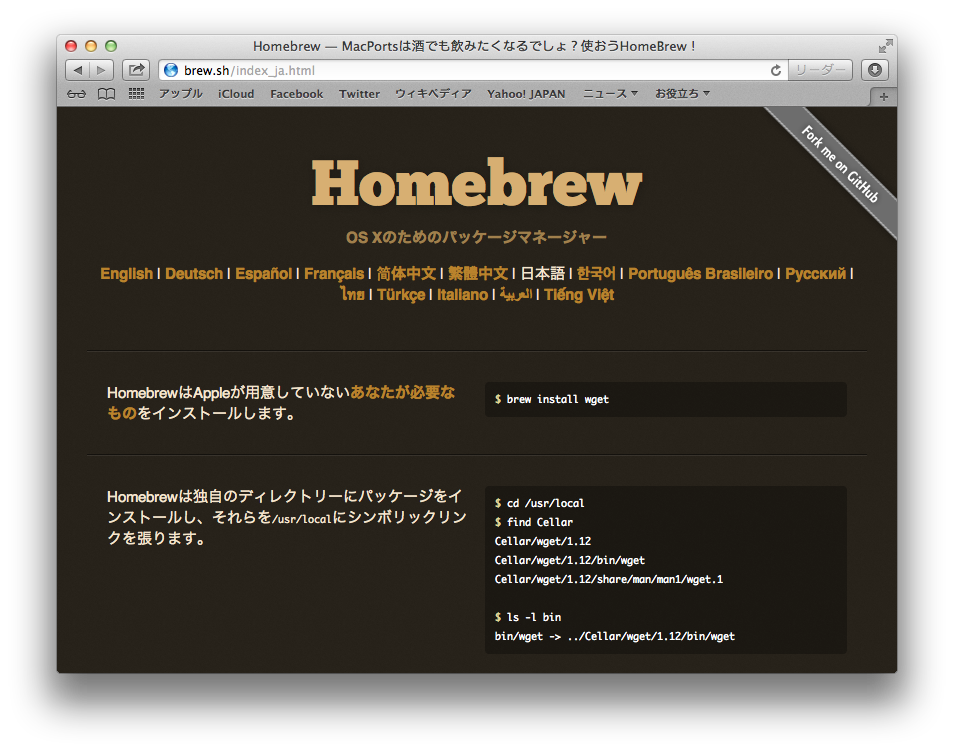 Homebrew — MacPortsは酒でも飲みたくなるでしょ？使おうHomeBrew！
brew.sh/index_ja.html
リーダー
アップル iCloud Facebook Twitter ウィキペディア Yahoo! JAPAN ニュース お役立ち
Fork me on GitHub
Homebrew
OS Xのためのパッケージマネージャー
English | Deutsch | Español | Français | 简体中文 | 繁體中文 | 日本語 | 한국어 | Português Brasileiro | Русский |
ไทย | Türkçe | Italiano | العربية | Tiếng Việt
HomebrewはAppleが用意していないあなたが必要な
ものをインストールします。
$ brew install wget
Homebrewは独自のディレクトリーにパッケージをイ
ンストールし、それらを/usr/localにシンボリックリン
クを張ります。
$ cd /usr/local
$ find Cellar
Cellar/wget/1.12
Cellar/wget/1.12/bin/wget
Cellar/wget/1.12/share/man/man1/wget.1
$ ls -l bin
bin/wget -> ../Cellar/wget/1.12/bin/wget